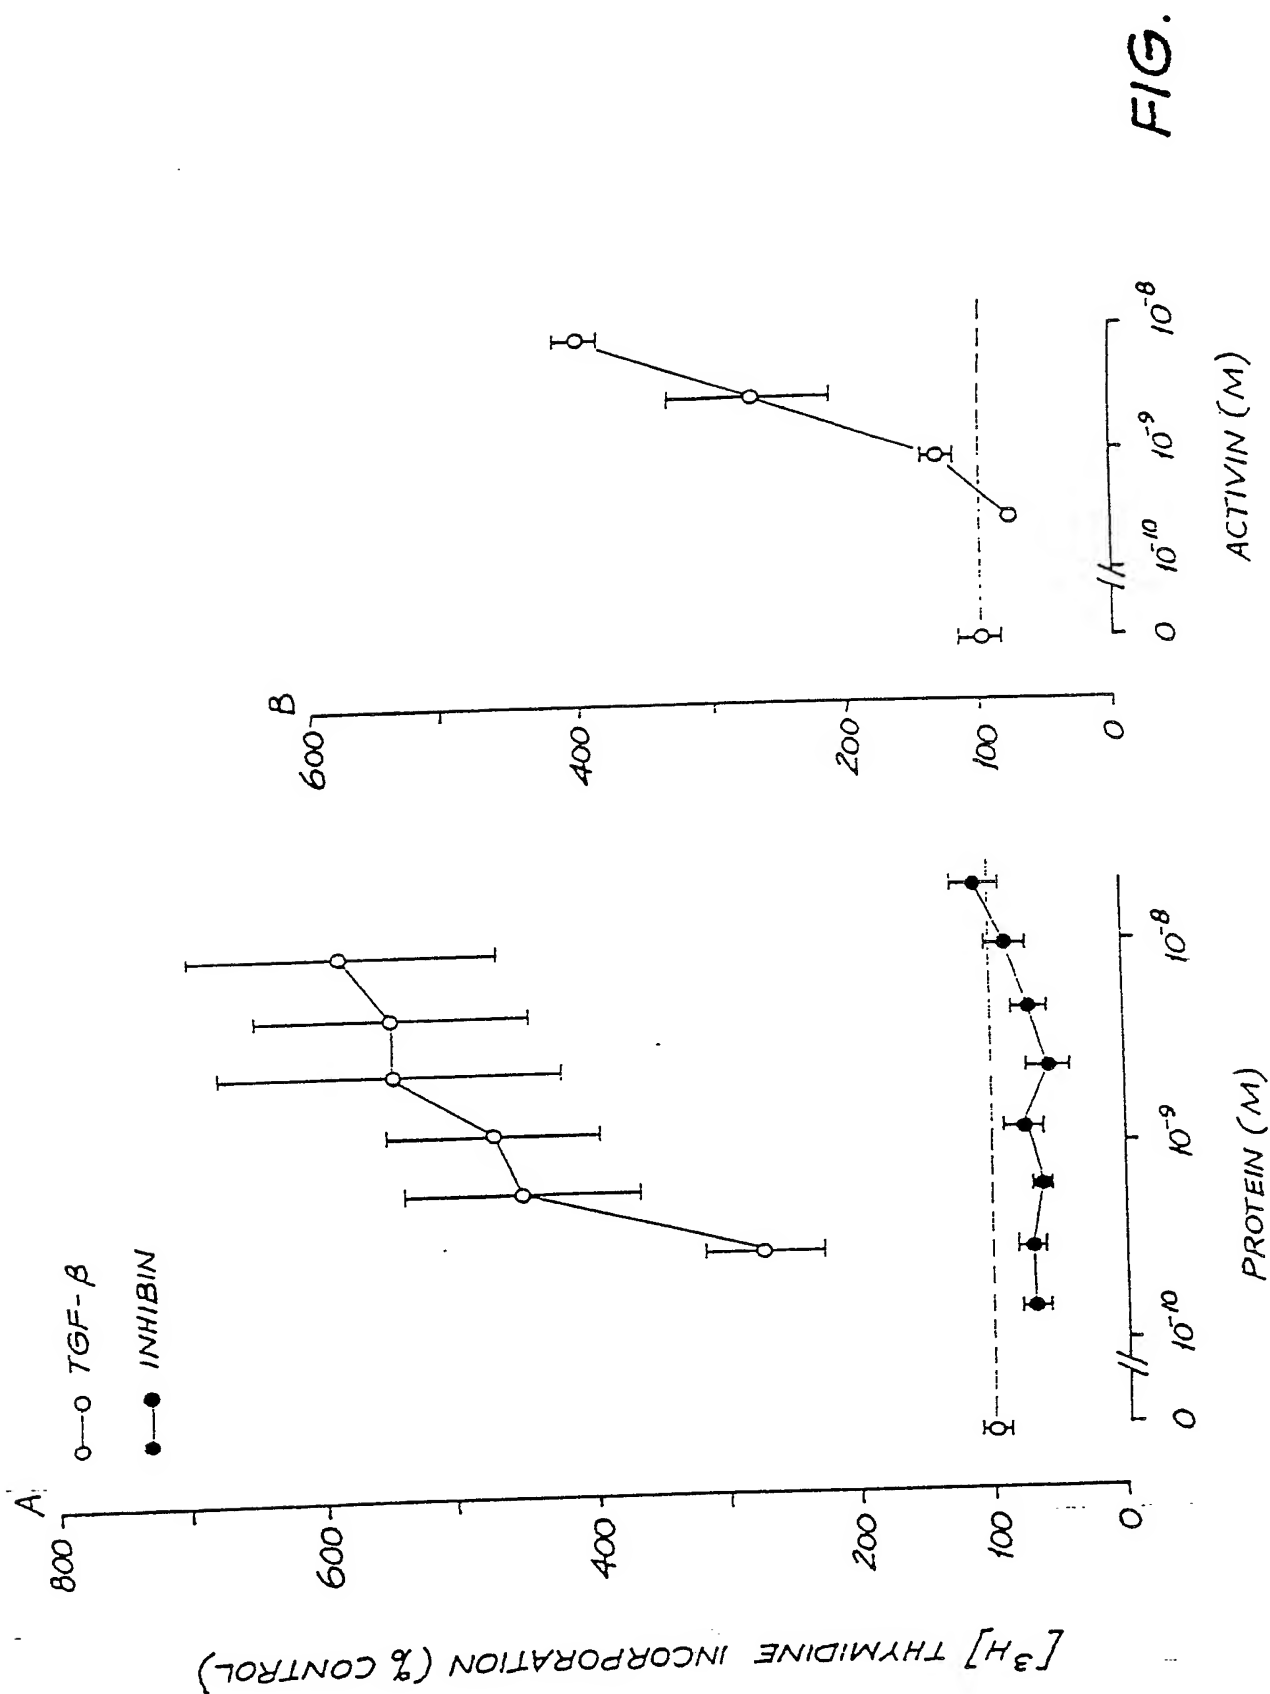 A
○—○ TGF-β
●—● INHIBIN
800
600
400
200
100
0
0
10⁻¹⁰
10⁻⁹
10⁻⁸
PROTEIN (M)
[³H] THYMIDINE INCORPORATION (% CONTROL)
B
600
400
200
100
0
0
10⁻¹⁰
10⁻⁹
10⁻⁸
ACTIVIN (M)
FIG.